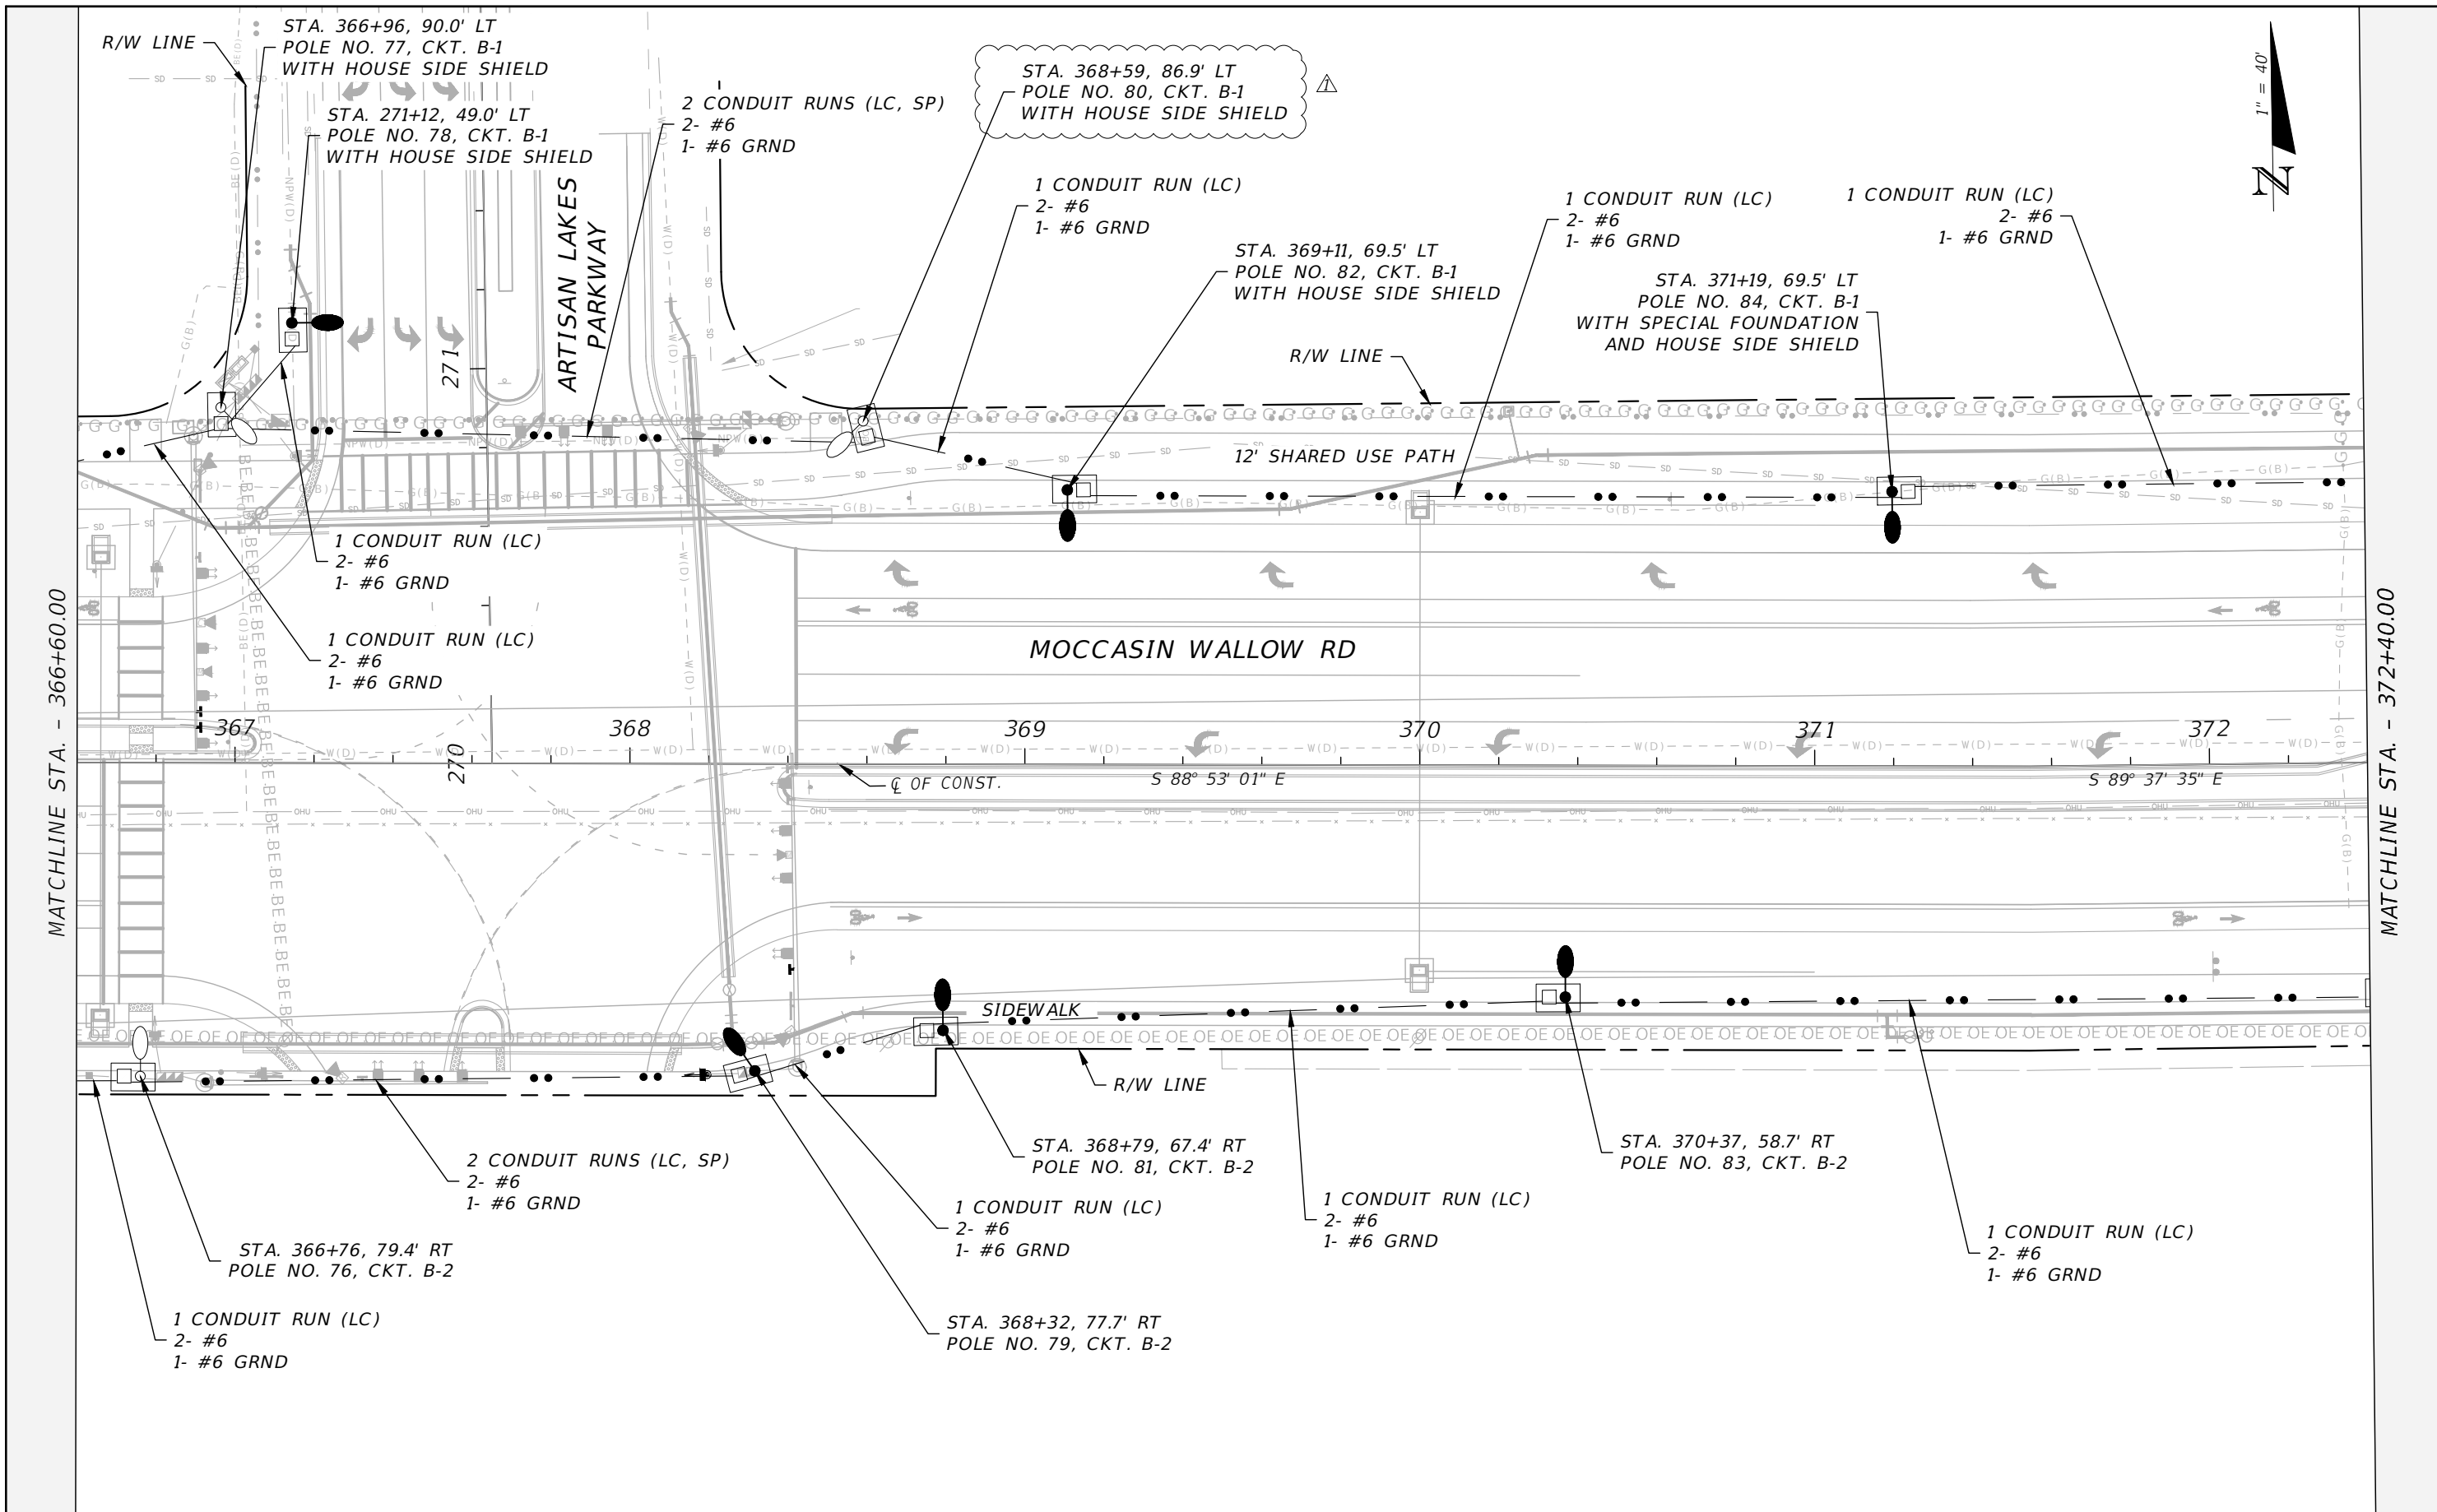 R/W LINE
STA. 366+96, 90.0' LT
POLE NO. 77, CKT. B-1
WITH HOUSE SIDE SHIELD
STA. 271+12, 49.0' LT
POLE NO. 78, CKT. B-1
WITH HOUSE SIDE SHIELD
2 CONDUIT RUNS (LC, SP)
2- #6
1- #6 GRND
STA. 368+59, 86.9' LT
POLE NO. 80, CKT. B-1
WITH HOUSE SIDE SHIELD
1
1 CONDUIT RUN (LC)
2- #6
1- #6 GRND
STA. 369+11, 69.5' LT
POLE NO. 82, CKT. B-1
WITH HOUSE SIDE SHIELD
1 CONDUIT RUN (LC)
2- #6
1- #6 GRND
1 CONDUIT RUN (LC)
2- #6
1- #6 GRND
STA. 371+19, 69.5' LT
POLE NO. 84, CKT. B-1
WITH SPECIAL FOUNDATION
AND HOUSE SIDE SHIELD
1" = 40'
N
R/W LINE
ARTISAN LAKES
PARKWAY
271
12' SHARED USE PATH
1 CONDUIT RUN (LC)
2- #6
1- #6 GRND
1 CONDUIT RUN (LC)
2- #6
1- #6 GRND
MOCCASIN WALLOW RD
MATCHLINE STA. - 366+60.00
MATCHLINE STA. - 372+40.00
367
368
369
370
371
372
270
℄ OF CONST.
S 88° 53' 01" E
S 89° 37' 35" E
SIDEWALK
R/W LINE
STA. 368+79, 67.4' RT
POLE NO. 81, CKT. B-2
STA. 370+37, 58.7' RT
POLE NO. 83, CKT. B-2
2 CONDUIT RUNS (LC, SP)
2- #6
1- #6 GRND
1 CONDUIT RUN (LC)
2- #6
1- #6 GRND
1 CONDUIT RUN (LC)
2- #6
1- #6 GRND
1 CONDUIT RUN (LC)
2- #6
1- #6 GRND
STA. 366+76, 79.4' RT
POLE NO. 76, CKT. B-2
1 CONDUIT RUN (LC)
2- #6
1- #6 GRND
STA. 368+32, 77.7' RT
POLE NO. 79, CKT. B-2